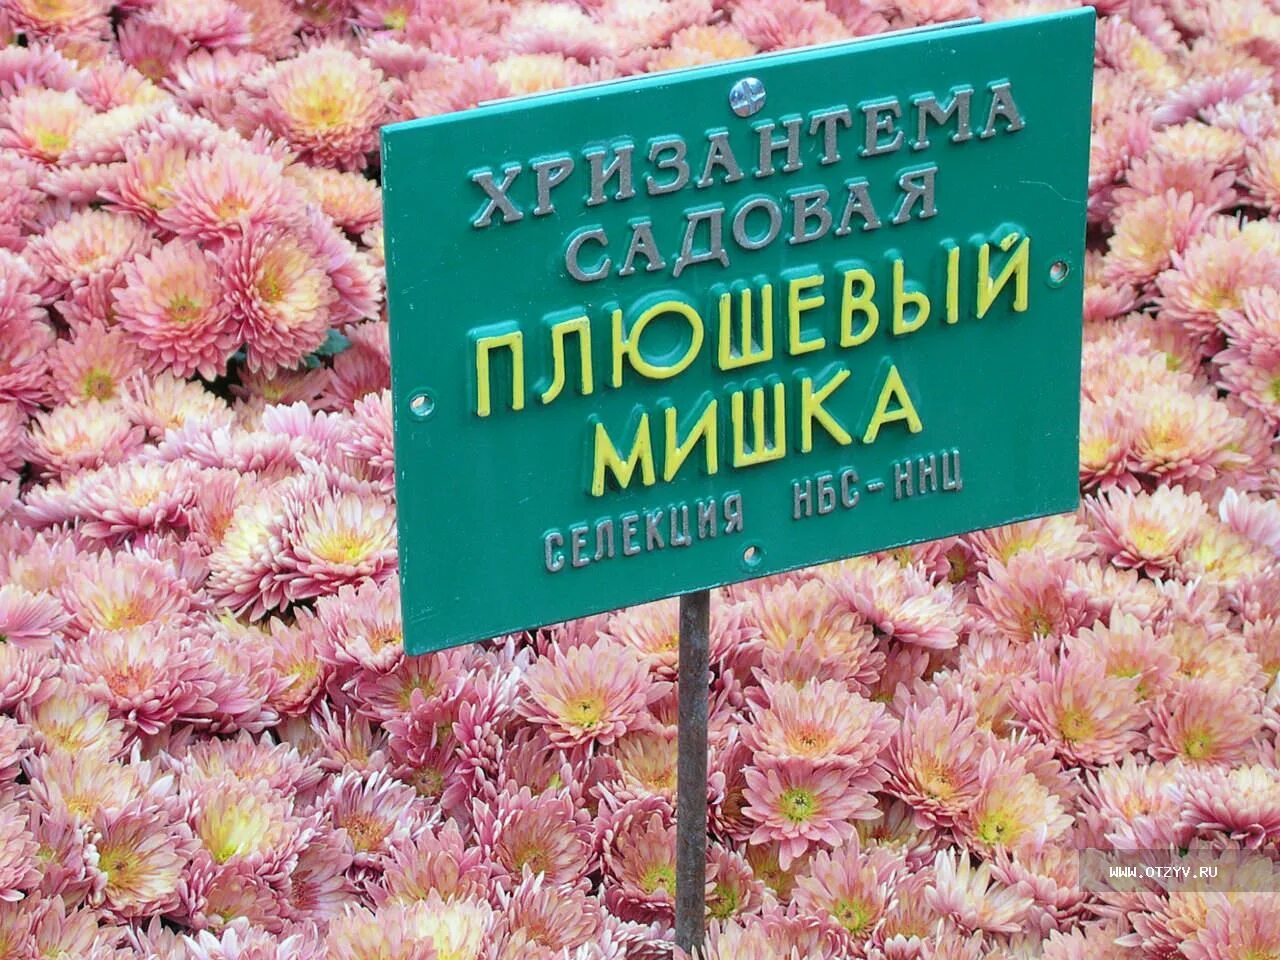 ХРИЗАНТЕМА
САДОВАЯ
ПЛЮШЕВЫЙ
МИШКА
СЕЛЕКЦИЯ НБС-ННЦ
WWW.OTZYV.RU